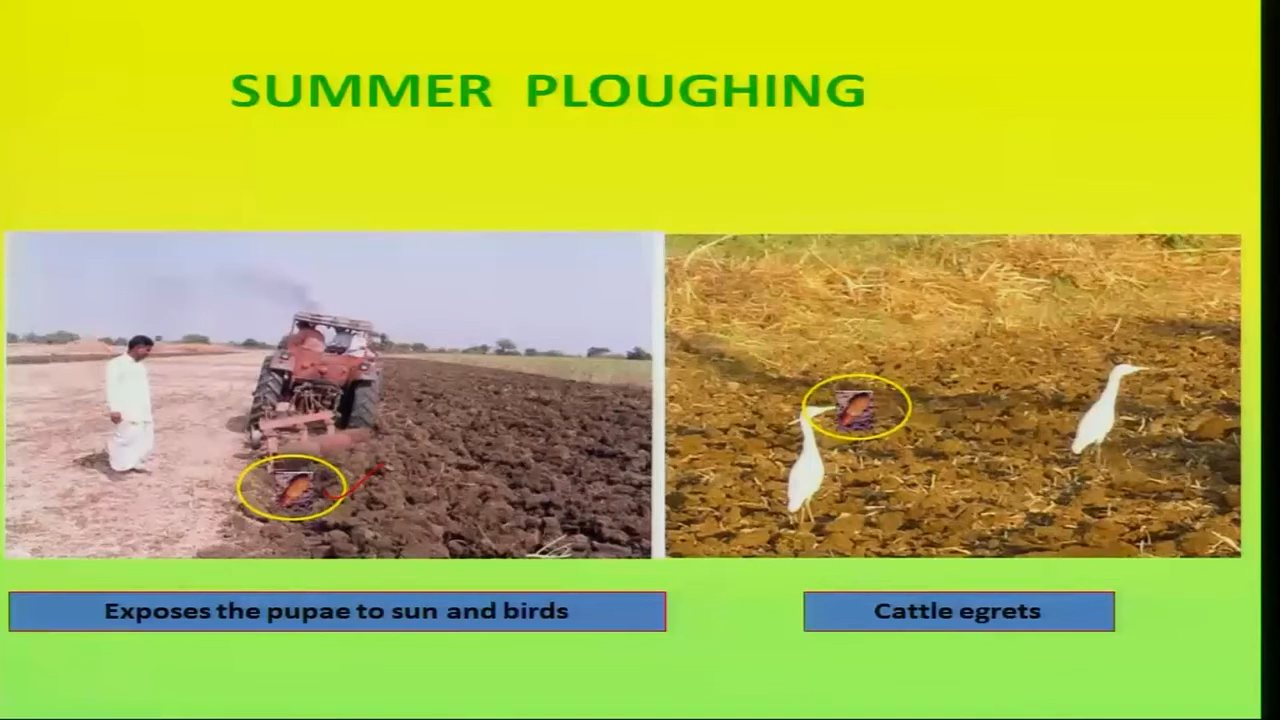 SUMMER PLOUGHING
Exposes the pupae to sun and birds
Cattle egrets